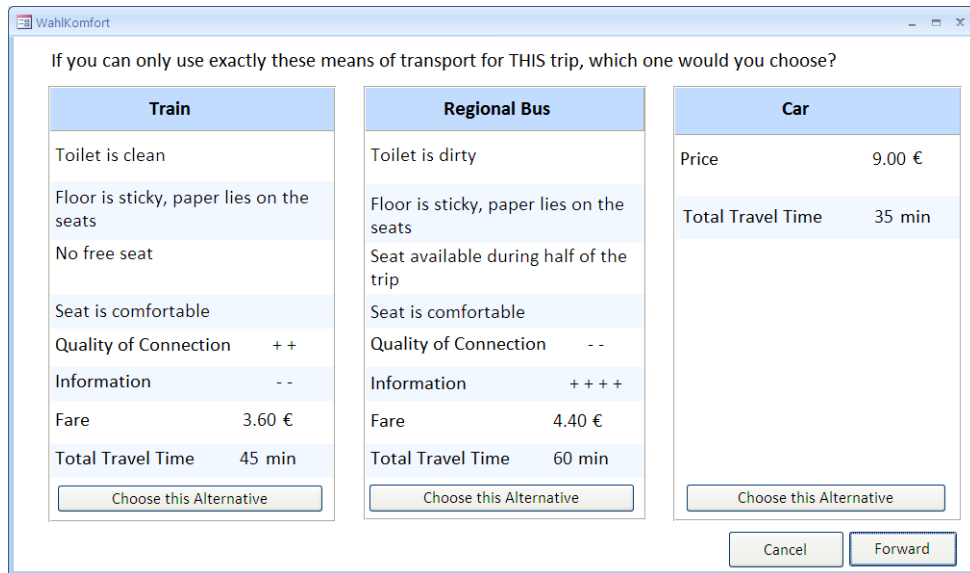 WahlKomfort
If you can only use exactly these means of transport for THIS trip, which one would you choose?
Train
Toilet is clean
Floor is sticky, paper lies on the
seats
No free seat
Seat is comfortable
Quality of Connection + +
Information - -
Fare 3.60 €
Total Travel Time 45 min
Choose this Alternative
Regional Bus
Toilet is dirty
Floor is sticky, paper lies on the
seats
Seat available during half of the
trip
Seat is comfortable
Quality of Connection - -
Information + + + +
Fare 4.40 €
Total Travel Time 60 min
Choose this Alternative
Car
Price 9.00 €
Total Travel Time 35 min
Choose this Alternative
Cancel Forward